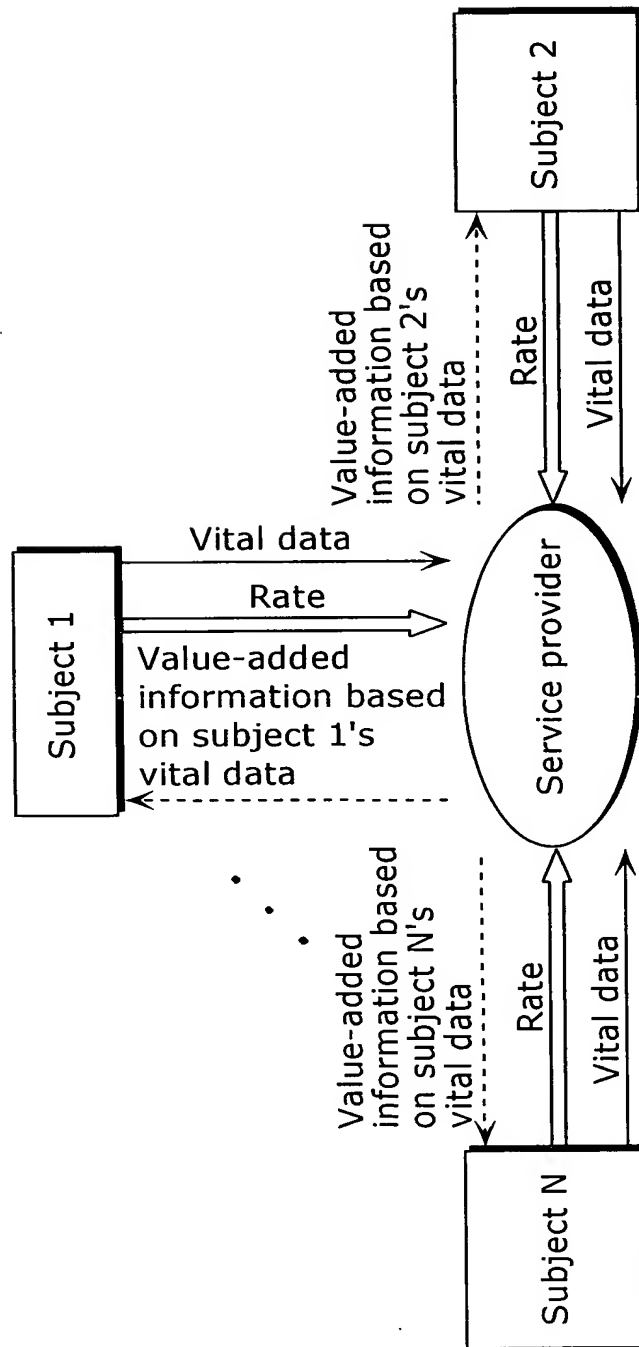 Subject 1
Vital data
Rate
Value-added
information based
on subject 1's
vital data
Value-added
information based
on subject N's
vital data
Value-added
information based
on subject 2's
vital data
Subject N
Rate
Vital data
Service provider
Rate
Vital data
Subject 2